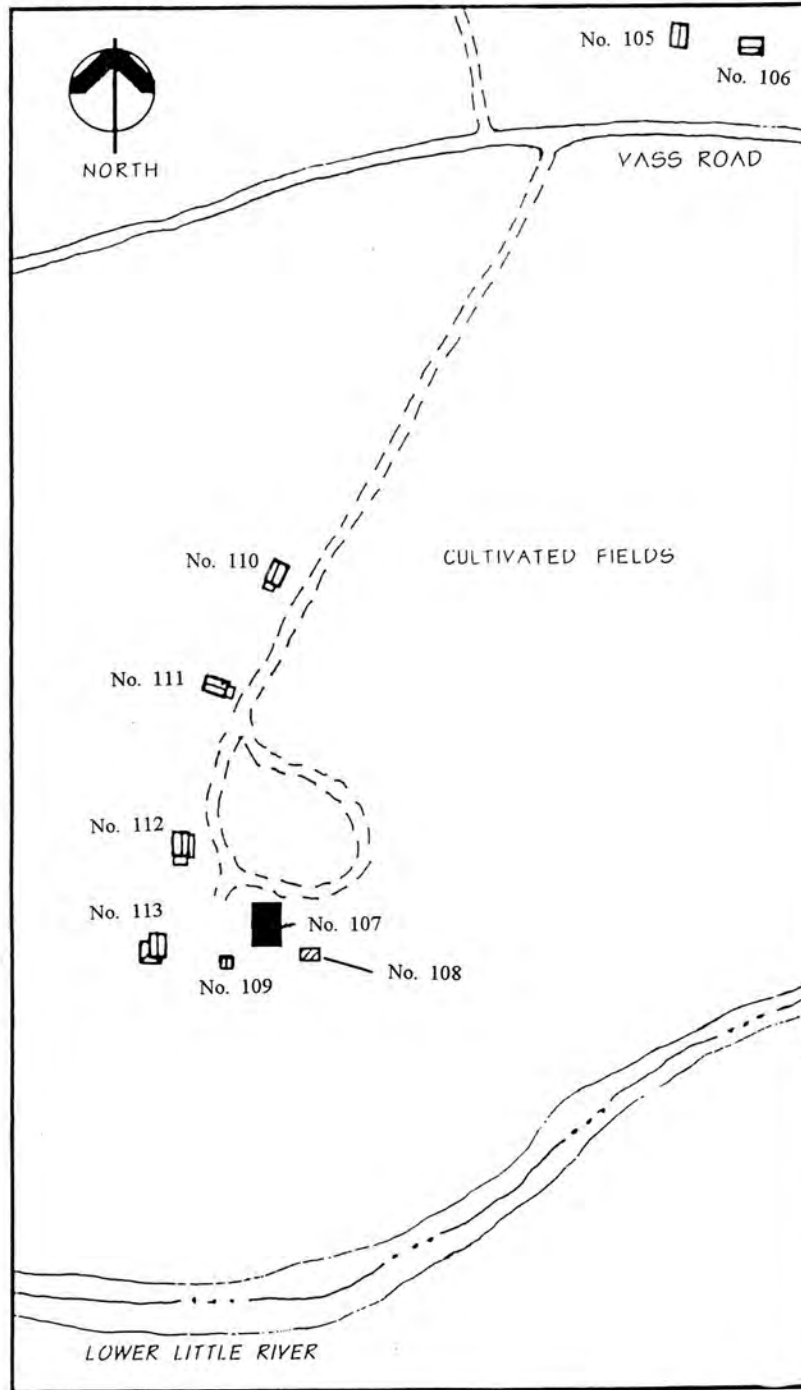 No. 105
No. 106
NORTH
VASS ROAD
No. 110
CULTIVATED FIELDS
No. 111
No. 112
No. 113
No. 107
No. 109
No. 108
LOWER LITTLE RIVER